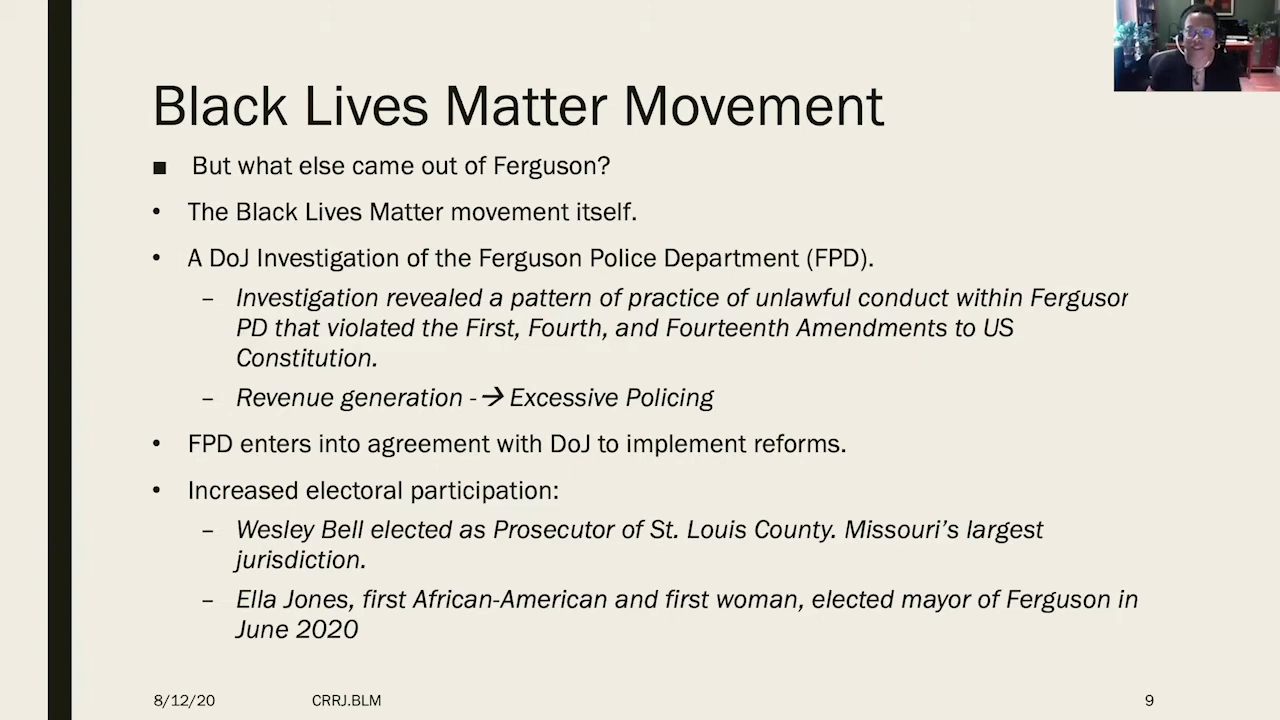 Black Lives Matter Movement
■ But what else came out of Ferguson?
• The Black Lives Matter movement itself.
• A DoJ Investigation of the Ferguson Police Department (FPD).
– Investigation revealed a pattern of practice of unlawful conduct within Ferguson
PD that violated the First, Fourth, and Fourteenth Amendments to US
Constitution.
– Revenue generation -→ Excessive Policing
• FPD enters into agreement with DoJ to implement reforms.
• Increased electoral participation:
– Wesley Bell elected as Prosecutor of St. Louis County. Missouri’s largest
jurisdiction.
– Ella Jones, first African-American and first woman, elected mayor of Ferguson in
June 2020
8/12/20 CRRJ.BLM 9